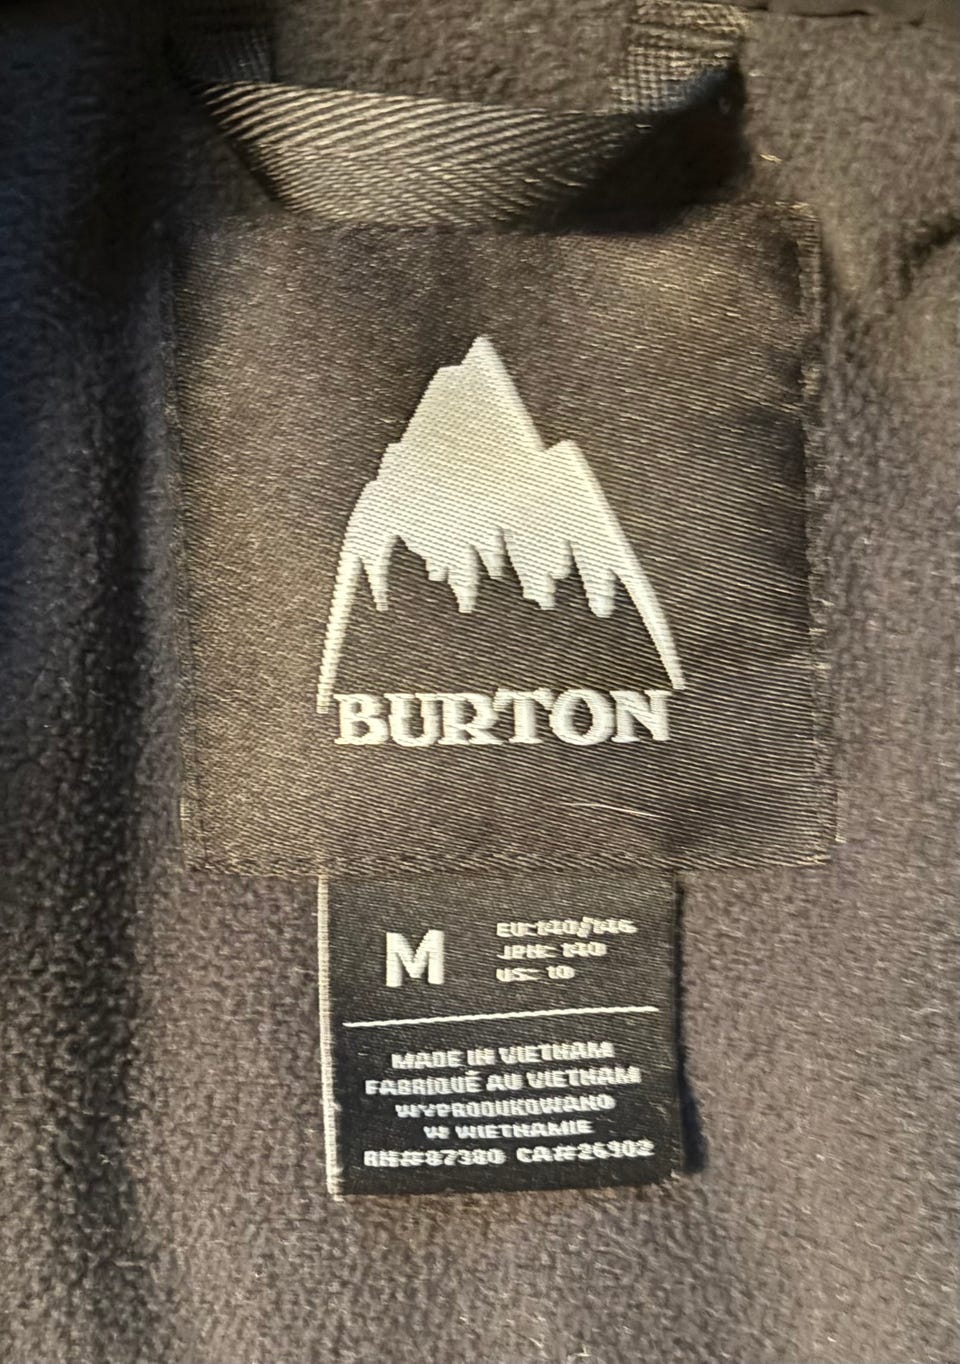 BURTON
M
EU: 140/146
JPN: 140
US: 10
MADE IN VIETNAM
FABRIQUÉ AU VIETNAM
WYPRODUKOWANO
W WIETNAMIE
RN#87380 CA#26302